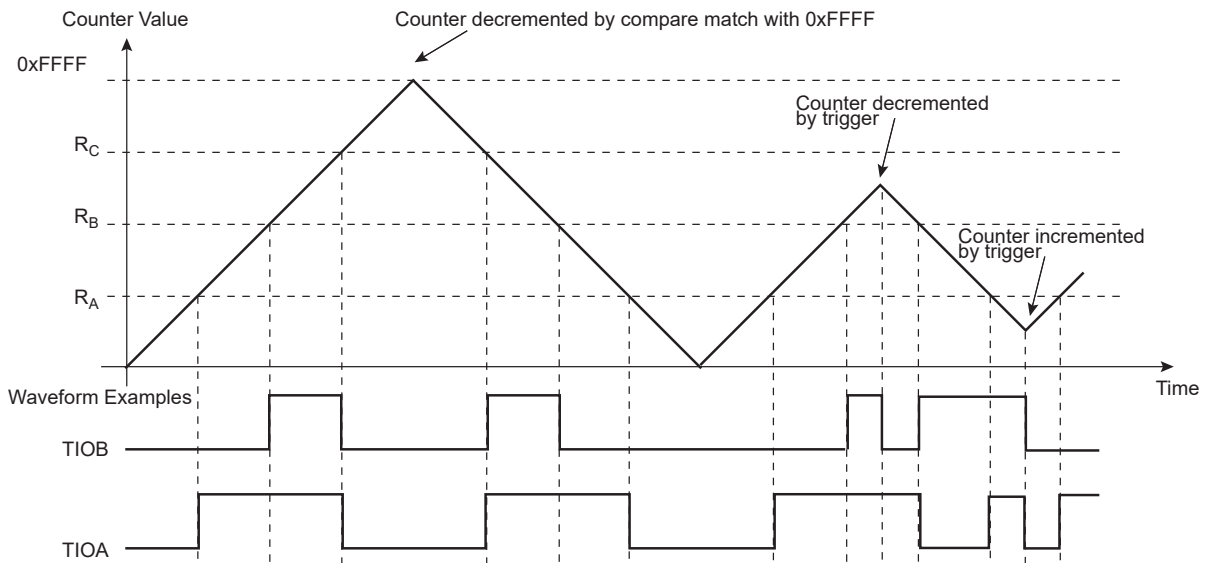 Counter Value
Counter decremented by compare match with 0xFFFF
0xFFFF
Counter decremented
by trigger
RC
RB
Counter incremented
by trigger
RA
Time
Waveform Examples
TIOB
TIOA